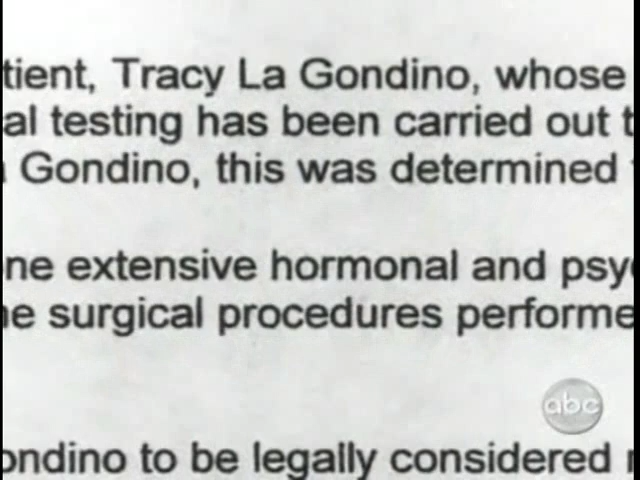 tient, Tracy La Gondino, whose
al testing has been carried out t
Gondino, this was determined
ne extensive hormonal and psy
e surgical procedures performe
abc
ondino to be legally considered